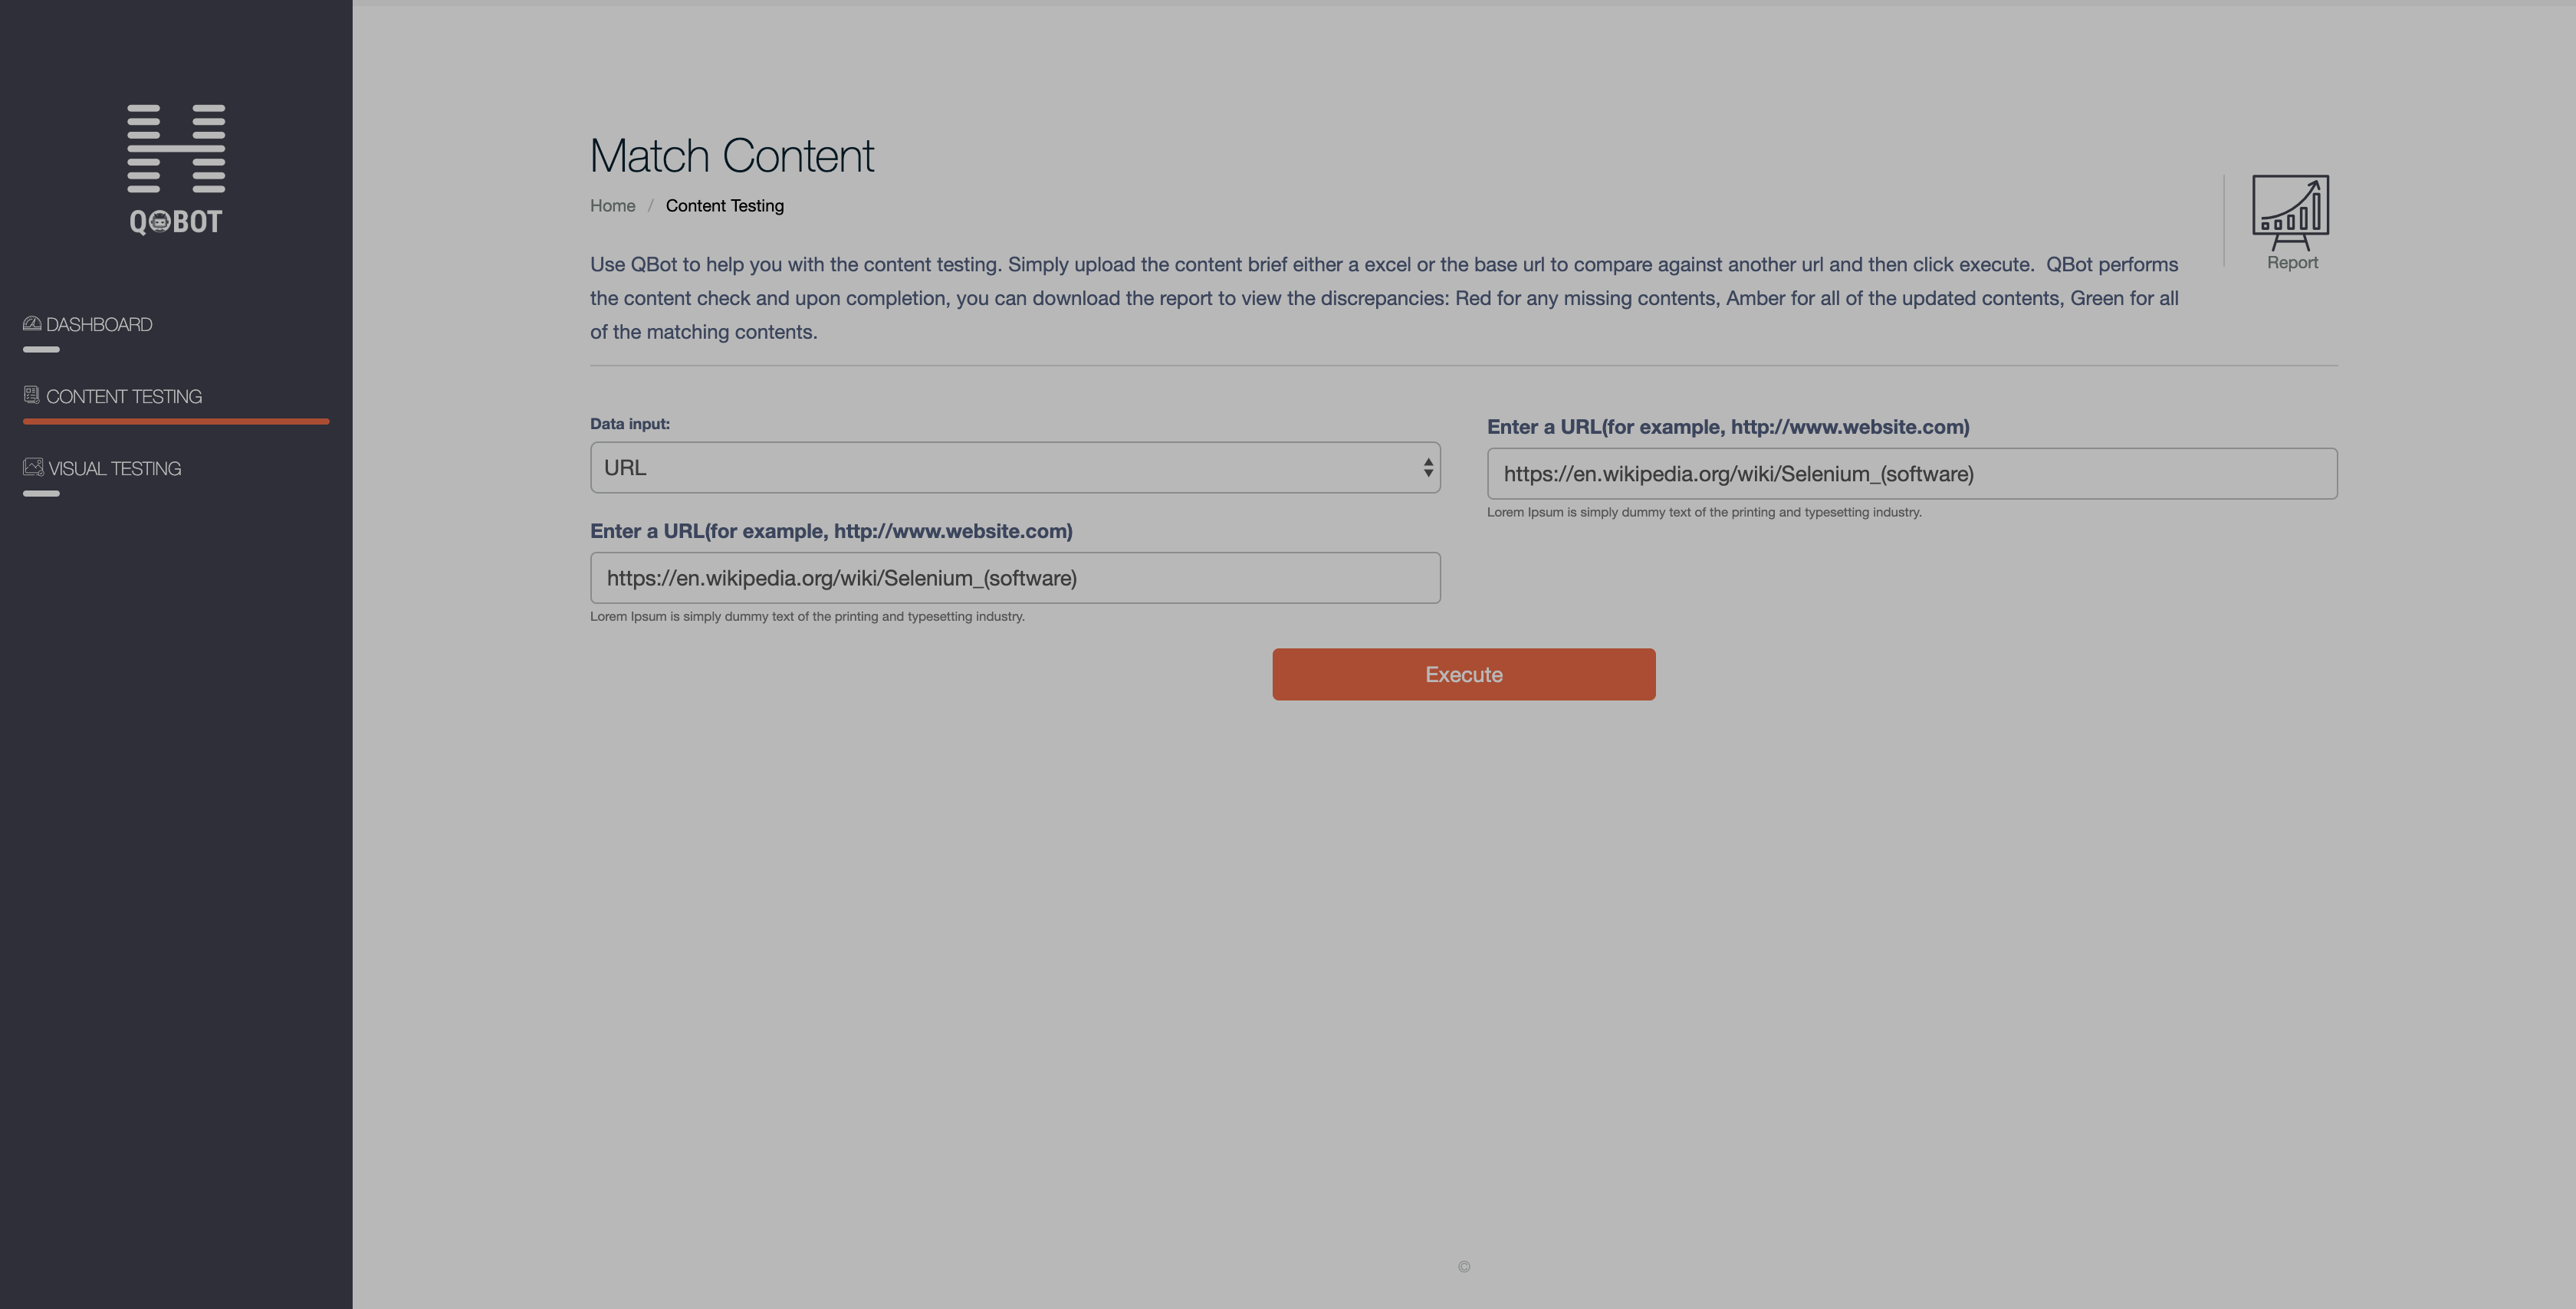 QBOT
DASHBOARD
CONTENT TESTING
VISUAL TESTING
Match Content
Home / Content Testing
Use QBot to help you with the content testing. Simply upload the content brief either a excel or the base url to compare against another url and then click execute.  QBot performs
the content check and upon completion, you can download the report to view the discrepancies: Red for any missing contents, Amber for all of the updated contents, Green for all
of the matching contents.
Report
Data input:
URL
Enter a URL(for example, http://www.website.com)
https://en.wikipedia.org/wiki/Selenium_(software)
Lorem Ipsum is simply dummy text of the printing and typesetting industry.
Enter a URL(for example, http://www.website.com)
https://en.wikipedia.org/wiki/Selenium_(software)
Lorem Ipsum is simply dummy text of the printing and typesetting industry.
Execute
©